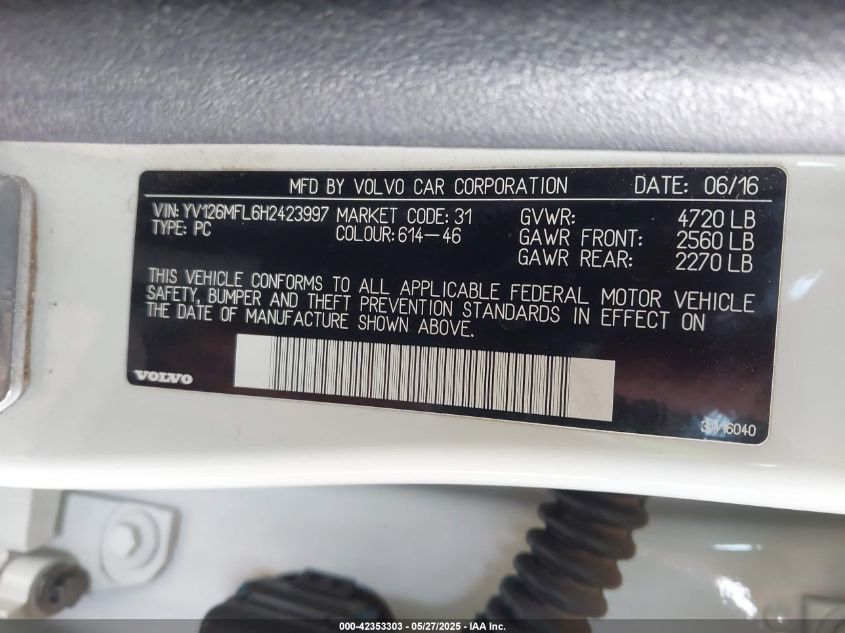 MFD BY VOLVO CAR CORPORATION DATE: 06/16
VIN: YV126MFL6H2423997 MARKET CODE: 31 GVWR: 4720 LB
TYPE: PC COLOUR: 614-46 GAWR FRONT: 2560 LB
GAWR REAR: 2270 LB
THIS VEHICLE CONFORMS TO ALL APPLICABLE FEDERAL MOTOR VEHICLE
SAFETY, BUMPER AND THEFT PREVENTION STANDARDS IN EFFECT ON
THE DATE OF MANUFACTURE SHOWN ABOVE.
VOLVO
000-42353303 — 05/27/2025 — IAA Inc.